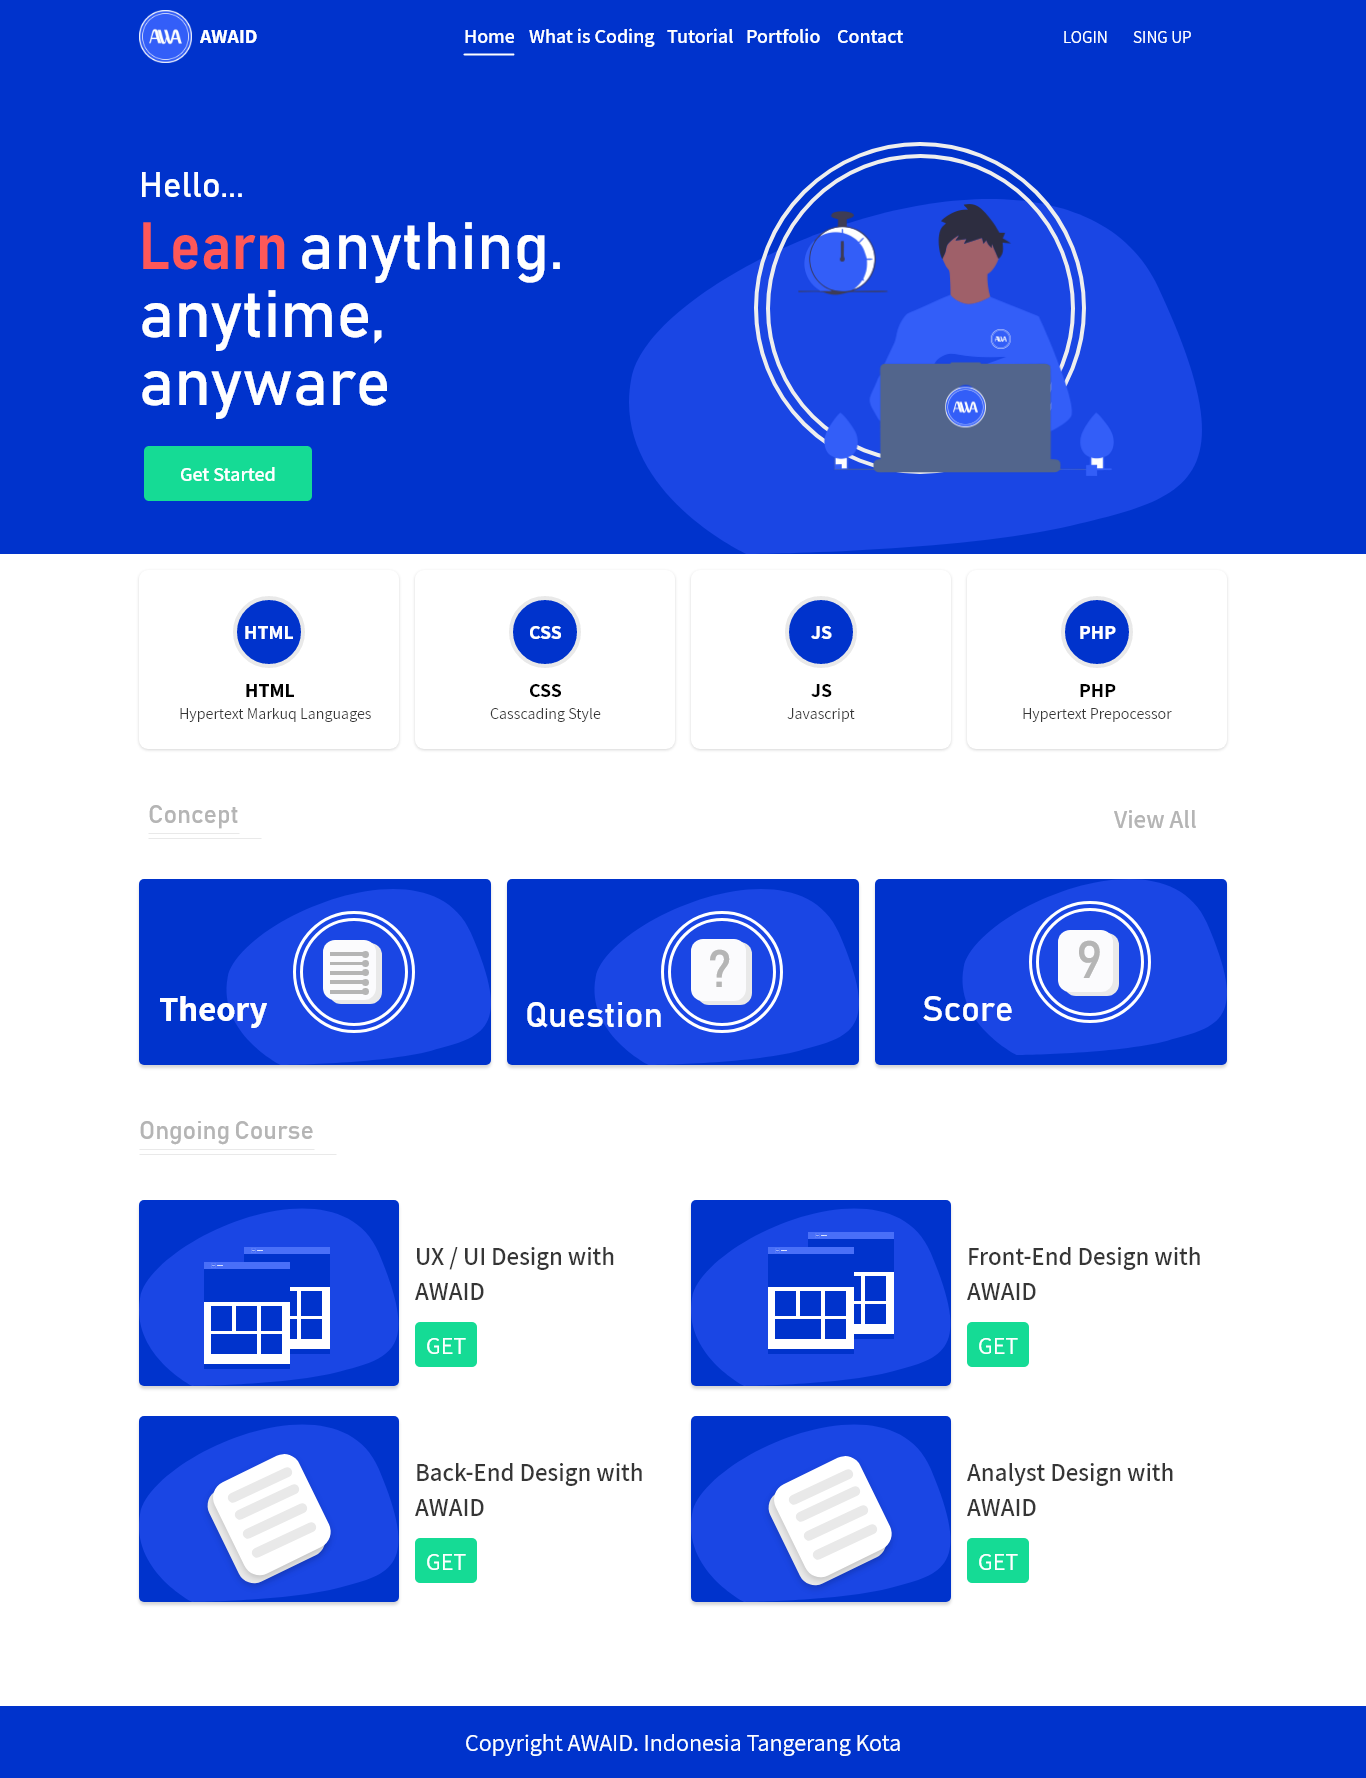 AWA AWAID Home What is Coding Tutorial Portfolio Contact LOGIN SING UP
Hello...
Learn anything.
anytime,
anyware
Get Started
AWA
AWA
HTML
HTML
Hypertext Markuq Languages
CSS
CSS
Casscading Style
JS
JS
Javascript
PHP
PHP
Hypertext Prepocessor
Concept
View All
Theory
?
Question
9
Score
Ongoing Course
UX / UI Design with
AWAID
GET
Front-End Design with
AWAID
GET
Back-End Design with
AWAID
GET
Analyst Design with
AWAID
GET
Copyright AWAID. Indonesia Tangerang Kota